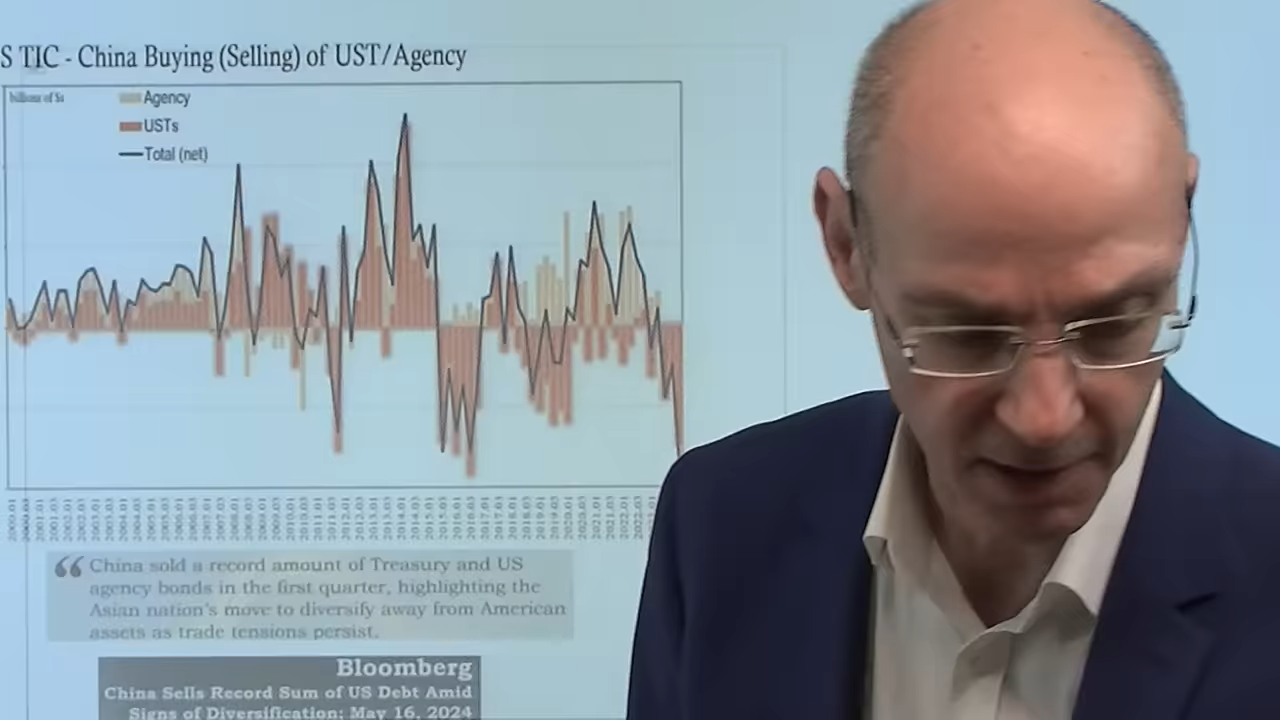 S TIC - China Buying (Selling) of UST/Agency
billions of $s
Agency
USTs
Total (net)
“ China sold a record amount of Treasury and US
agency bonds in the first quarter, highlighting the
Asian nation's move to diversify away from American
assets as trade tensions persist.
Bloomberg
China Sells Record Sum of US Debt Amid
Signs of Diversification; May 16, 2024